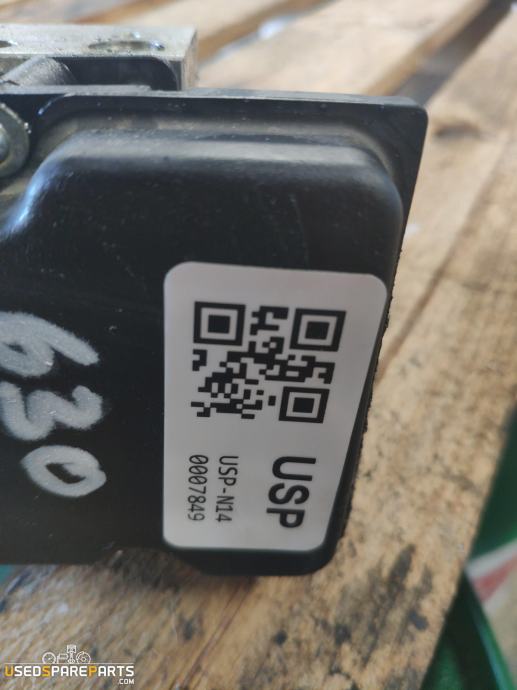 630
USP
USP-N14
0007849
USEDSPAREPARTS
.COM